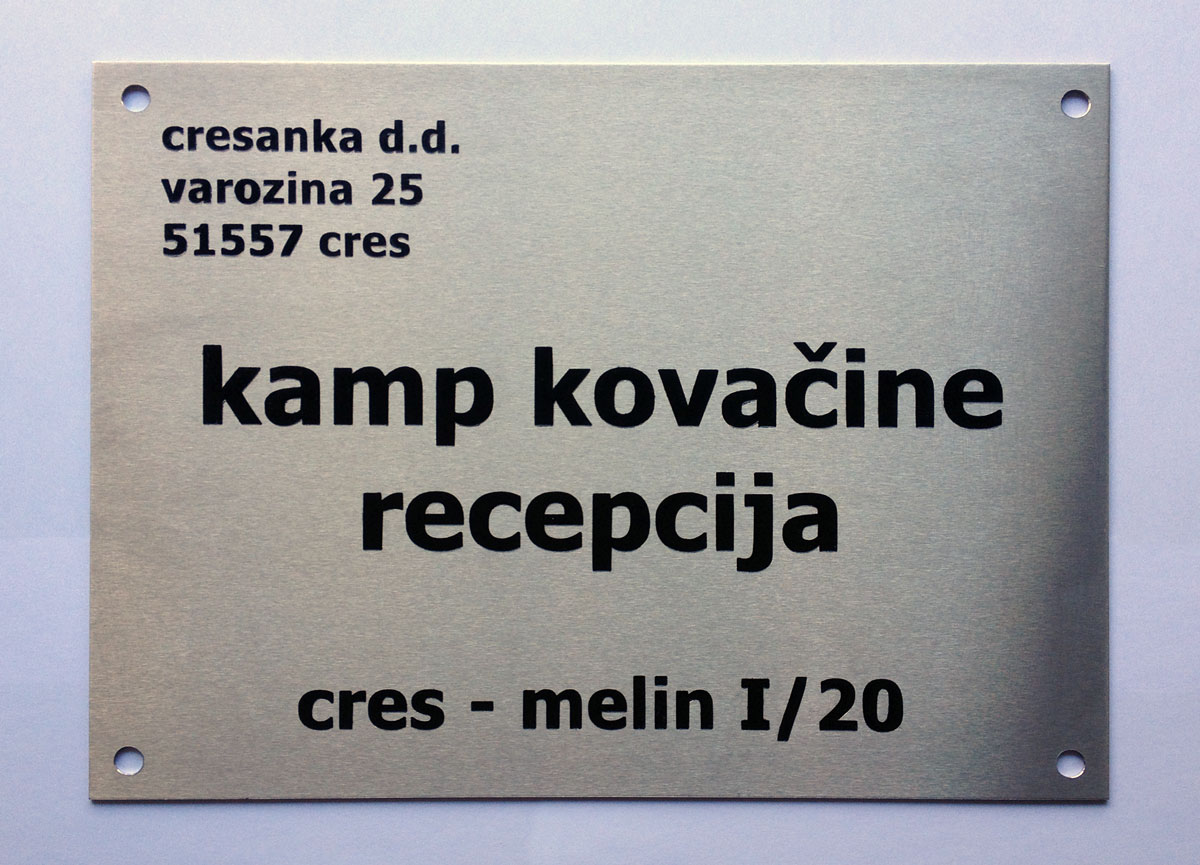 cresanka d.d.
varozina 25
51557 cres
kamp kovačine
recepcija
cres - melin I/20